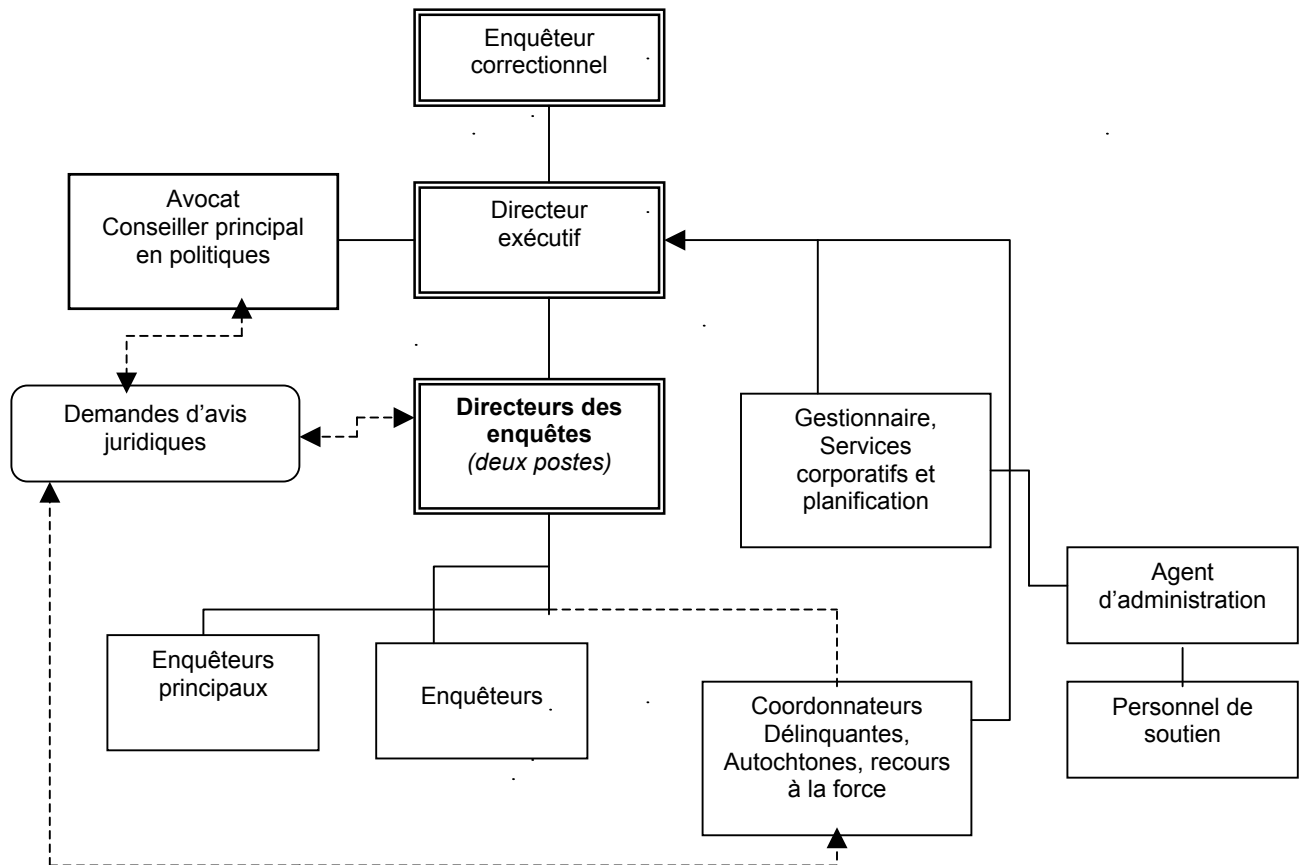 Enquêteur
correctionnel
Avocat
Conseiller principal
en politiques
Directeur
exécutif
Demandes d’avis
juridiques
Directeurs des
enquêtes
(deux postes)
Gestionnaire,
Services
corporatifs et
planification
Agent
d’administration
Enquêteurs
principaux
Enquêteurs
Coordonnateurs
Délinquantes,
Autochtones, recours
à la force
Personnel de
soutien